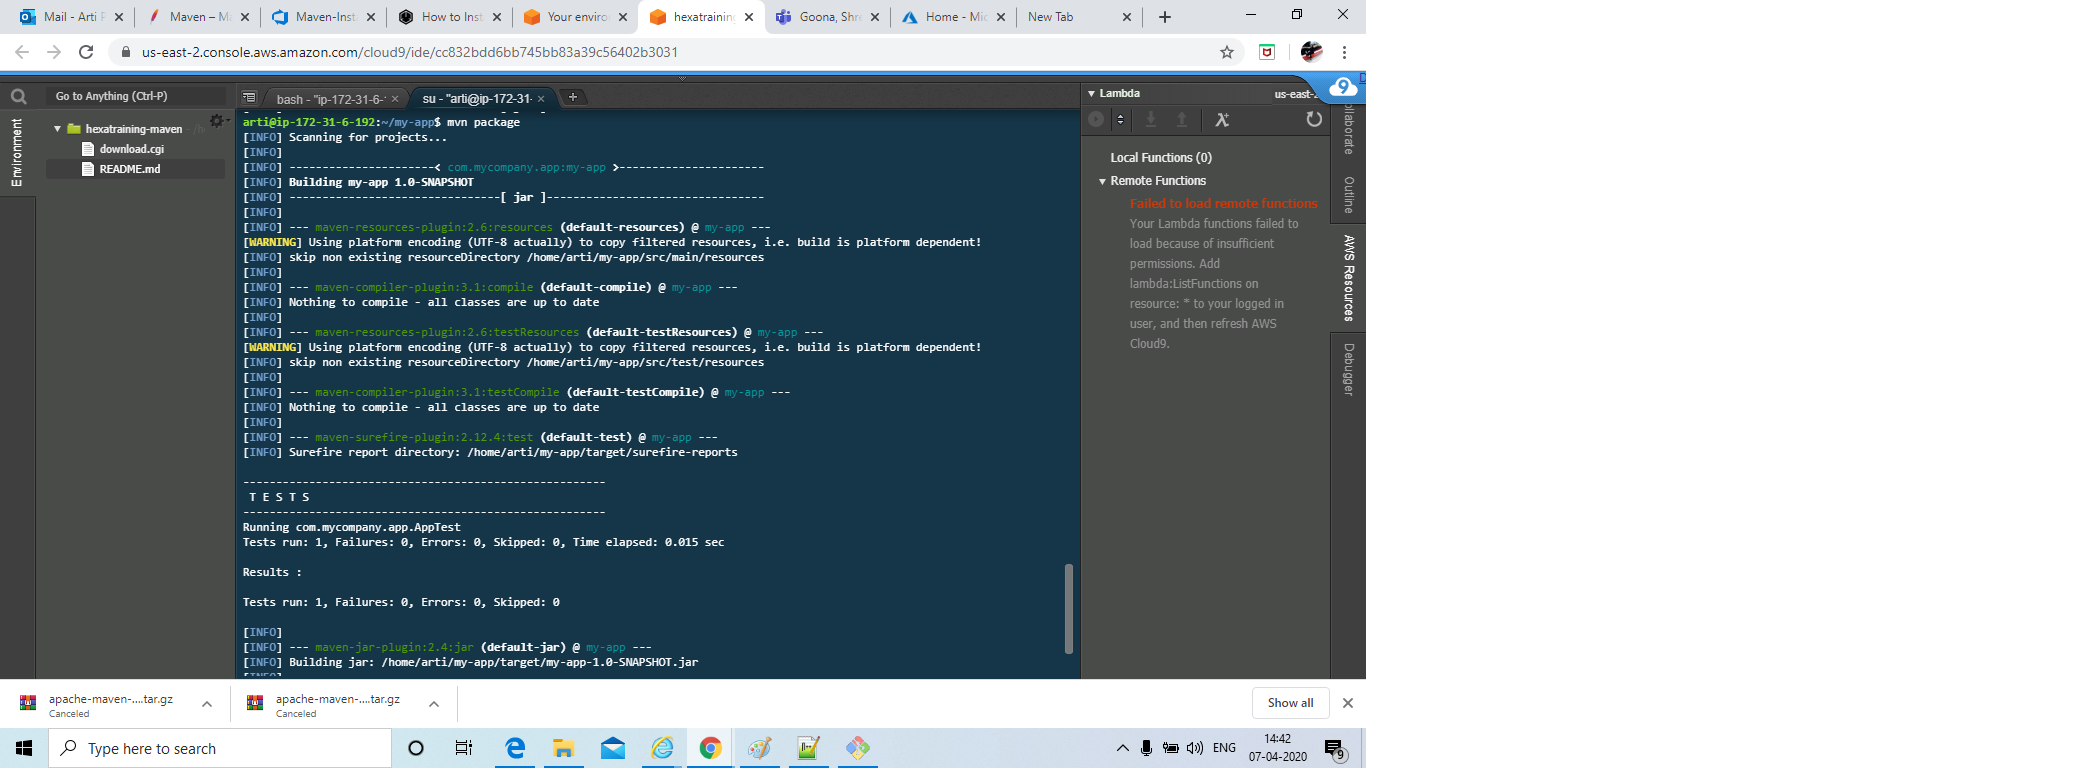 Mail - Arti P
Maven – M
Maven-Inst
How to Inst
Your enviro
hexatraining
Goona, Shr
Home - Mic
New Tab
us-east-2.console.aws.amazon.com/cloud9/ide/cc832bdd6bb745bb83a39c56402b3031
Go to Anything (Ctrl-P)
bash - "ip-172-31-6-
su - "arti@ip-172-31-
Lambda
us-east-
9
Environment
hexatraining-maven
download.cgi
README.md
arti@ip-172-31-6-192:~/my-app$ mvn package
[INFO] Scanning for projects...
[INFO]
[INFO] ----------------------< com.mycompany.app:my-app >----------------------
[INFO] Building my-app 1.0-SNAPSHOT
[INFO] --------------------------------[ jar ]---------------------------------
[INFO]
[INFO] --- maven-resources-plugin:2.6:resources (default-resources) @ my-app ---
[WARNING] Using platform encoding (UTF-8 actually) to copy filtered resources, i.e. build is platform dependent!
[INFO] skip non existing resourceDirectory /home/arti/my-app/src/main/resources
[INFO]
[INFO] --- maven-compiler-plugin:3.1:compile (default-compile) @ my-app ---
[INFO] Nothing to compile - all classes are up to date
[INFO]
[INFO] --- maven-resources-plugin:2.6:testResources (default-testResources) @ my-app ---
[WARNING] Using platform encoding (UTF-8 actually) to copy filtered resources, i.e. build is platform dependent!
[INFO] skip non existing resourceDirectory /home/arti/my-app/src/test/resources
[INFO]
[INFO] --- maven-compiler-plugin:3.1:testCompile (default-testCompile) @ my-app ---
[INFO] Nothing to compile - all classes are up to date
[INFO]
[INFO] --- maven-surefire-plugin:2.12.4:test (default-test) @ my-app ---
[INFO] Surefire report directory: /home/arti/my-app/target/surefire-reports
-------------------------------------------------------
T E S T S
-------------------------------------------------------
Running com.mycompany.app.AppTest
Tests run: 1, Failures: 0, Errors: 0, Skipped: 0, Time elapsed: 0.015 sec
Results :
Tests run: 1, Failures: 0, Errors: 0, Skipped: 0
[INFO]
[INFO] --- maven-jar-plugin:2.4:jar (default-jar) @ my-app ---
[INFO] Building jar: /home/arti/my-app/target/my-app-1.0-SNAPSHOT.jar
[INFO]
Local Functions (0)
Remote Functions
Failed to load remote functions
Your Lambda functions failed to
load because of insufficient
permissions. Add
lambda:ListFunctions on
resource: * to your logged in
user, and then refresh AWS
Cloud9.
ollaborate
Outline
AWS Resources
Debugger
apache-maven-....tar.gz
Canceled
apache-maven-....tar.gz
Canceled
Show all
Type here to search
ENG
14:42
07-04-2020
9